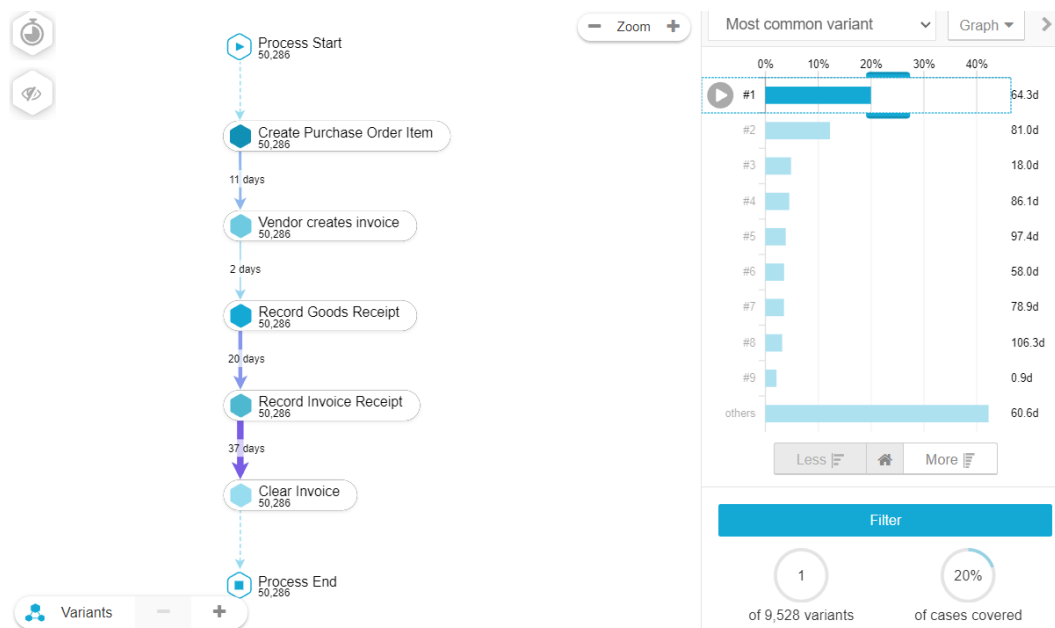 Process Start
50,286
Create Purchase Order Item
50,286
11 days
Vendor creates invoice
50,286
2 days
Record Goods Receipt
50,286
20 days
Record Invoice Receipt
50,286
37 days
Clear Invoice
50,286
Process End
50,286
Variants
Zoom
Most common variant
Graph
0% 10% 20% 30% 40%
#1 64.3d
#2 81.0d
#3 18.0d
#4 86.1d
#5 97.4d
#6 58.0d
#7 78.9d
#8 106.3d
#9 0.9d
others 60.6d
Less
More
Filter
1
of 9,528 variants
20%
of cases covered